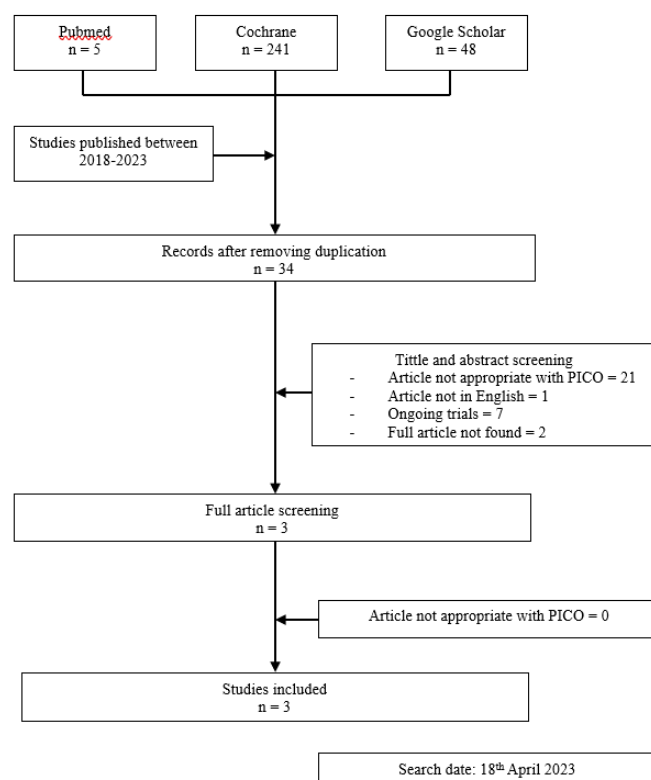 Pubmed
n = 5
Cochrane
n = 241
Google Scholar
n = 48
Studies published between
2018-2023
Records after removing duplication
n = 34
Tittle and abstract screening
- Article not appropriate with PICO = 21
- Article not in English = 1
- Ongoing trials = 7
- Full article not found = 2
Full article screening
n = 3
Article not appropriate with PICO = 0
Studies included
n = 3
Search date: 18th April 2023